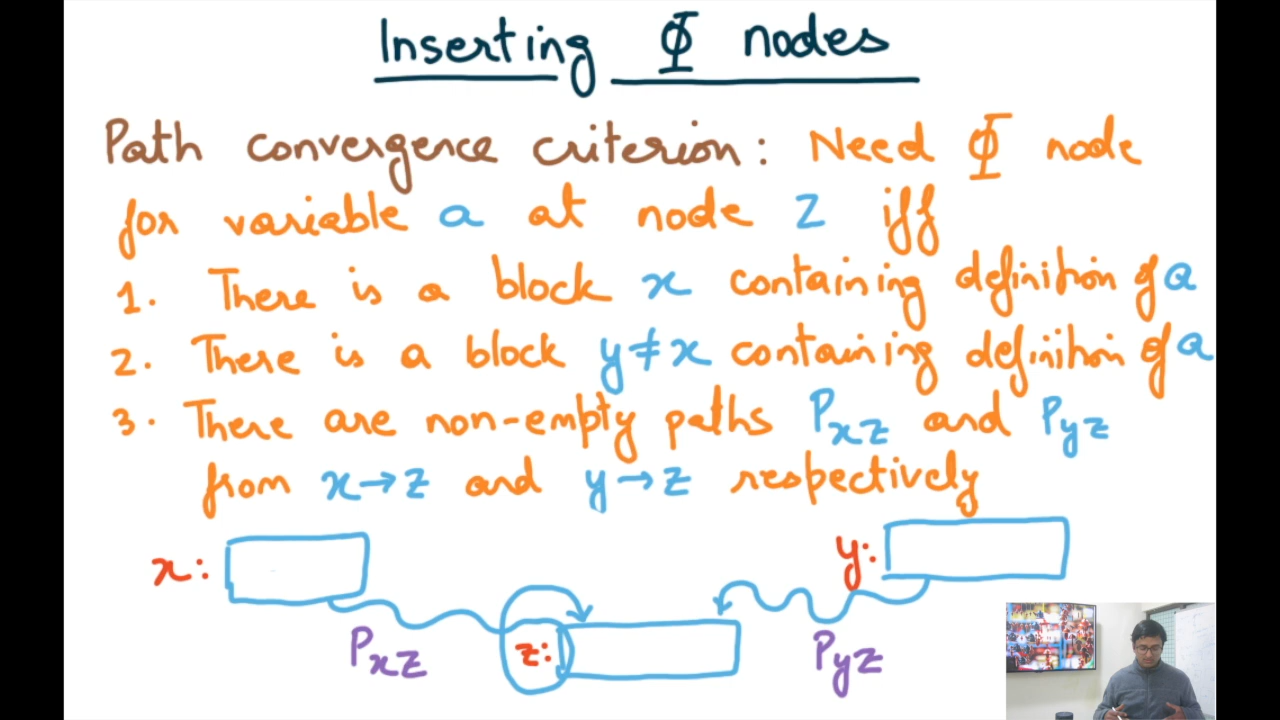 Inserting Φ nodes
Path convergence criterion: Need Φ node
for variable a at node Z iff
1. There is a block x containing definition of a
2. There is a block y≠x containing definition of a
3. There are non-empty paths Pxz and Pyz
from x→z and y→z respectively
x:
y:
z:
Pxz
Pyz